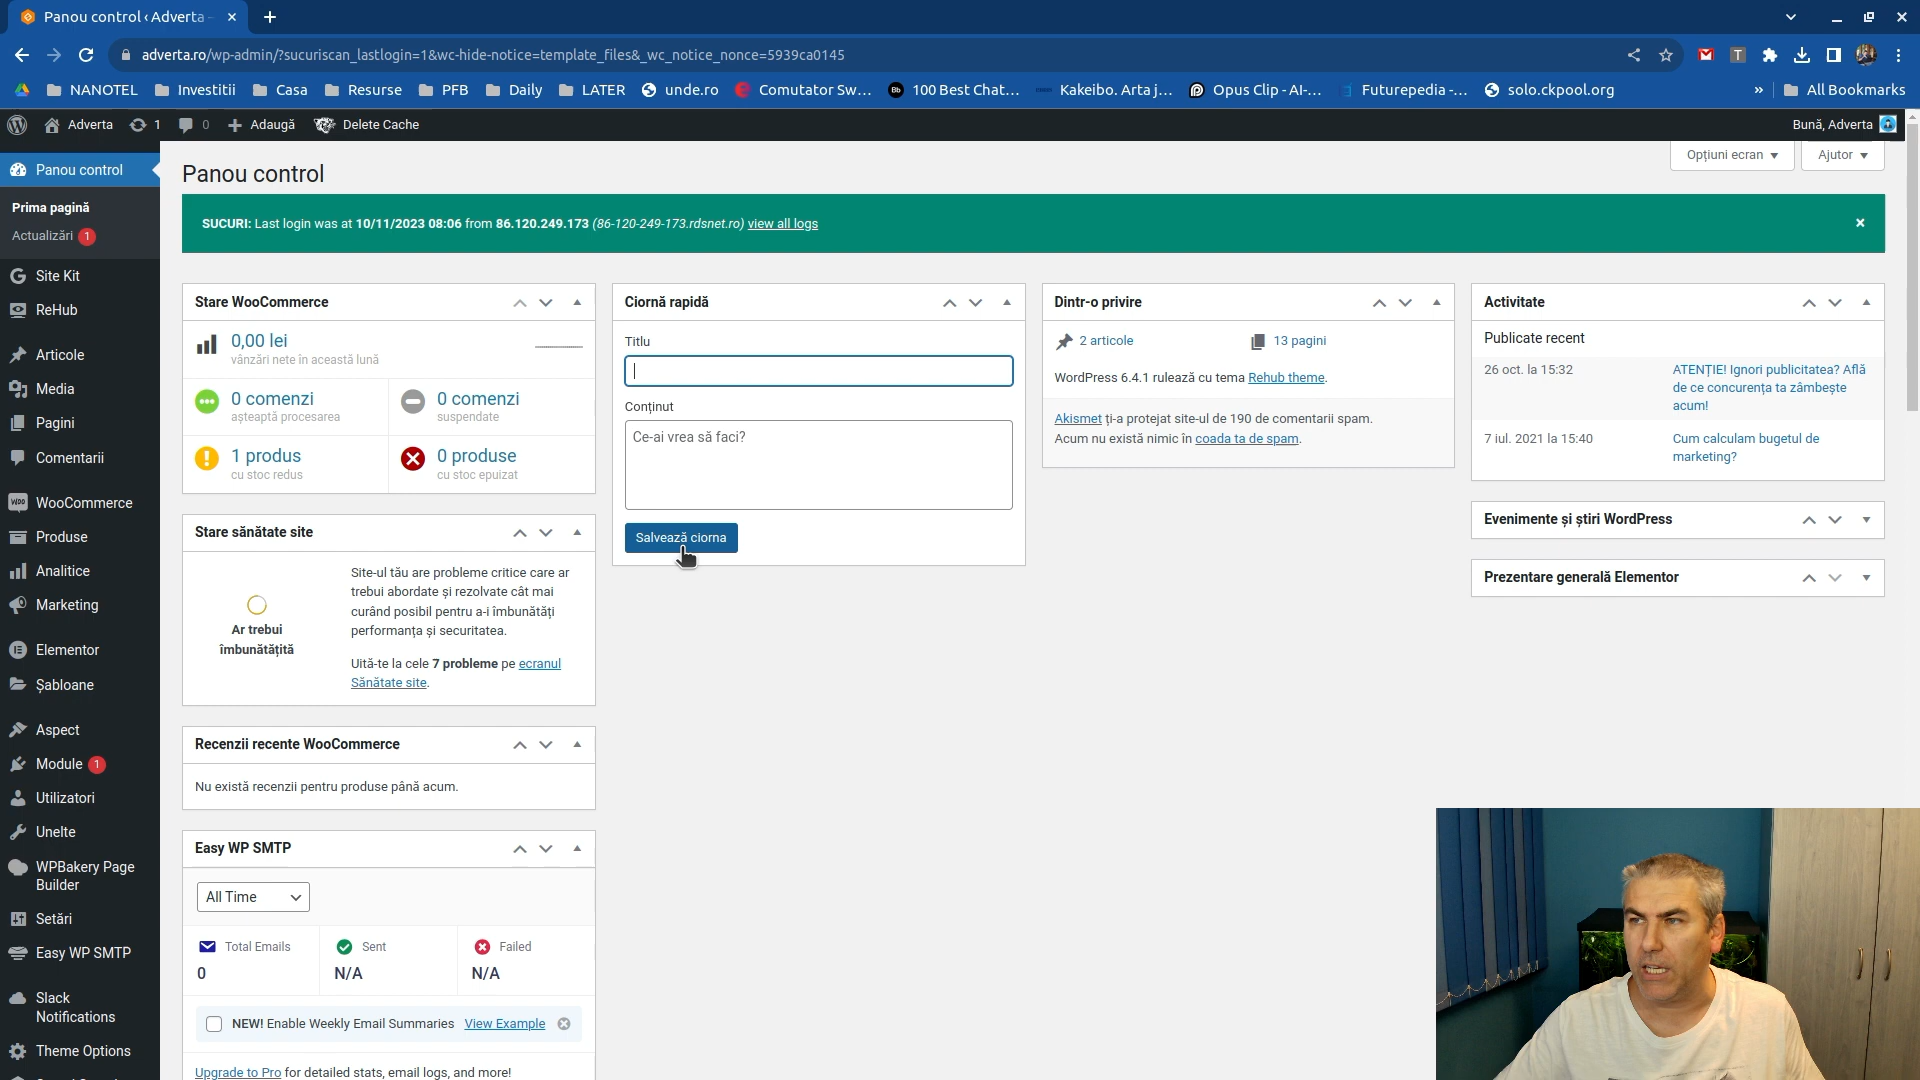 Panou control ‹ Adverta -
adverta.ro/wp-admin/?sucuriscan_lastlogin=1&wc-hide-notice=template_files&_wc_notice_nonce=5939ca0145
NANOTEL
Investitii
Casa
Resurse
PFB
Daily
LATER
unde.ro
Comutator Sw...
100 Best Chat...
Kakeibo. Arta j...
Opus Clip - AI-...
Futurepedia -...
solo.ckpool.org
»
All Bookmarks
Adverta
1
0
Adaugă
Delete Cache
Bună, Adverta
Panou control
Prima pagină
Actualizări 1
Site Kit
ReHub
Articole
Media
Pagini
Comentarii
WooCommerce
Produse
Analitice
Marketing
Elementor
Șabloane
Aspect
Module 1
Utilizatori
Unelte
WPBakery Page
Builder
Setări
Easy WP SMTP
Slack
Notifications
Theme Options
Panou control
Opțiuni ecran
Ajutor
SUCURI: Last login was at 10/11/2023 08:06 from 86.120.249.173 (86-120-249-173.rdsnet.ro) view all logs
Stare WooCommerce
0,00 lei
vânzări nete în această lună
0 comenzi
așteaptă procesarea
0 comenzi
suspendate
1 produs
cu stoc redus
0 produse
cu stoc epuizat
Stare sănătate site
Ar trebui
îmbunătățită
Site-ul tău are probleme critice care ar
trebui abordate și rezolvate cât mai
curând posibil pentru a-i îmbunătăți
performanța și securitatea.
Uită-te la cele 7 probleme pe ecranul
Sănătate site.
Recenzii recente WooCommerce
Nu există recenzii pentru produse până acum.
Easy WP SMTP
All Time
Total Emails
0
Sent
N/A
Failed
N/A
NEW! Enable Weekly Email Summaries View Example
Upgrade to Pro for detailed stats, email logs, and more!
Ciornă rapidă
Titlu
Conținut
Ce-ai vrea să faci?
Salvează ciorna
Dintr-o privire
2 articole
13 pagini
WordPress 6.4.1 rulează cu tema Rehub theme.
Akismet ți-a protejat site-ul de 190 de comentarii spam.
Acum nu există nimic în coada ta de spam.
Activitate
Publicate recent
26 oct. la 15:32
ATENȚIE! Ignori publicitatea? Află
de ce concurența ta zâmbește
acum!
7 iul. 2021 la 15:40
Cum calculam bugetul de
marketing?
Evenimente și știri WordPress
Prezentare generală Elementor